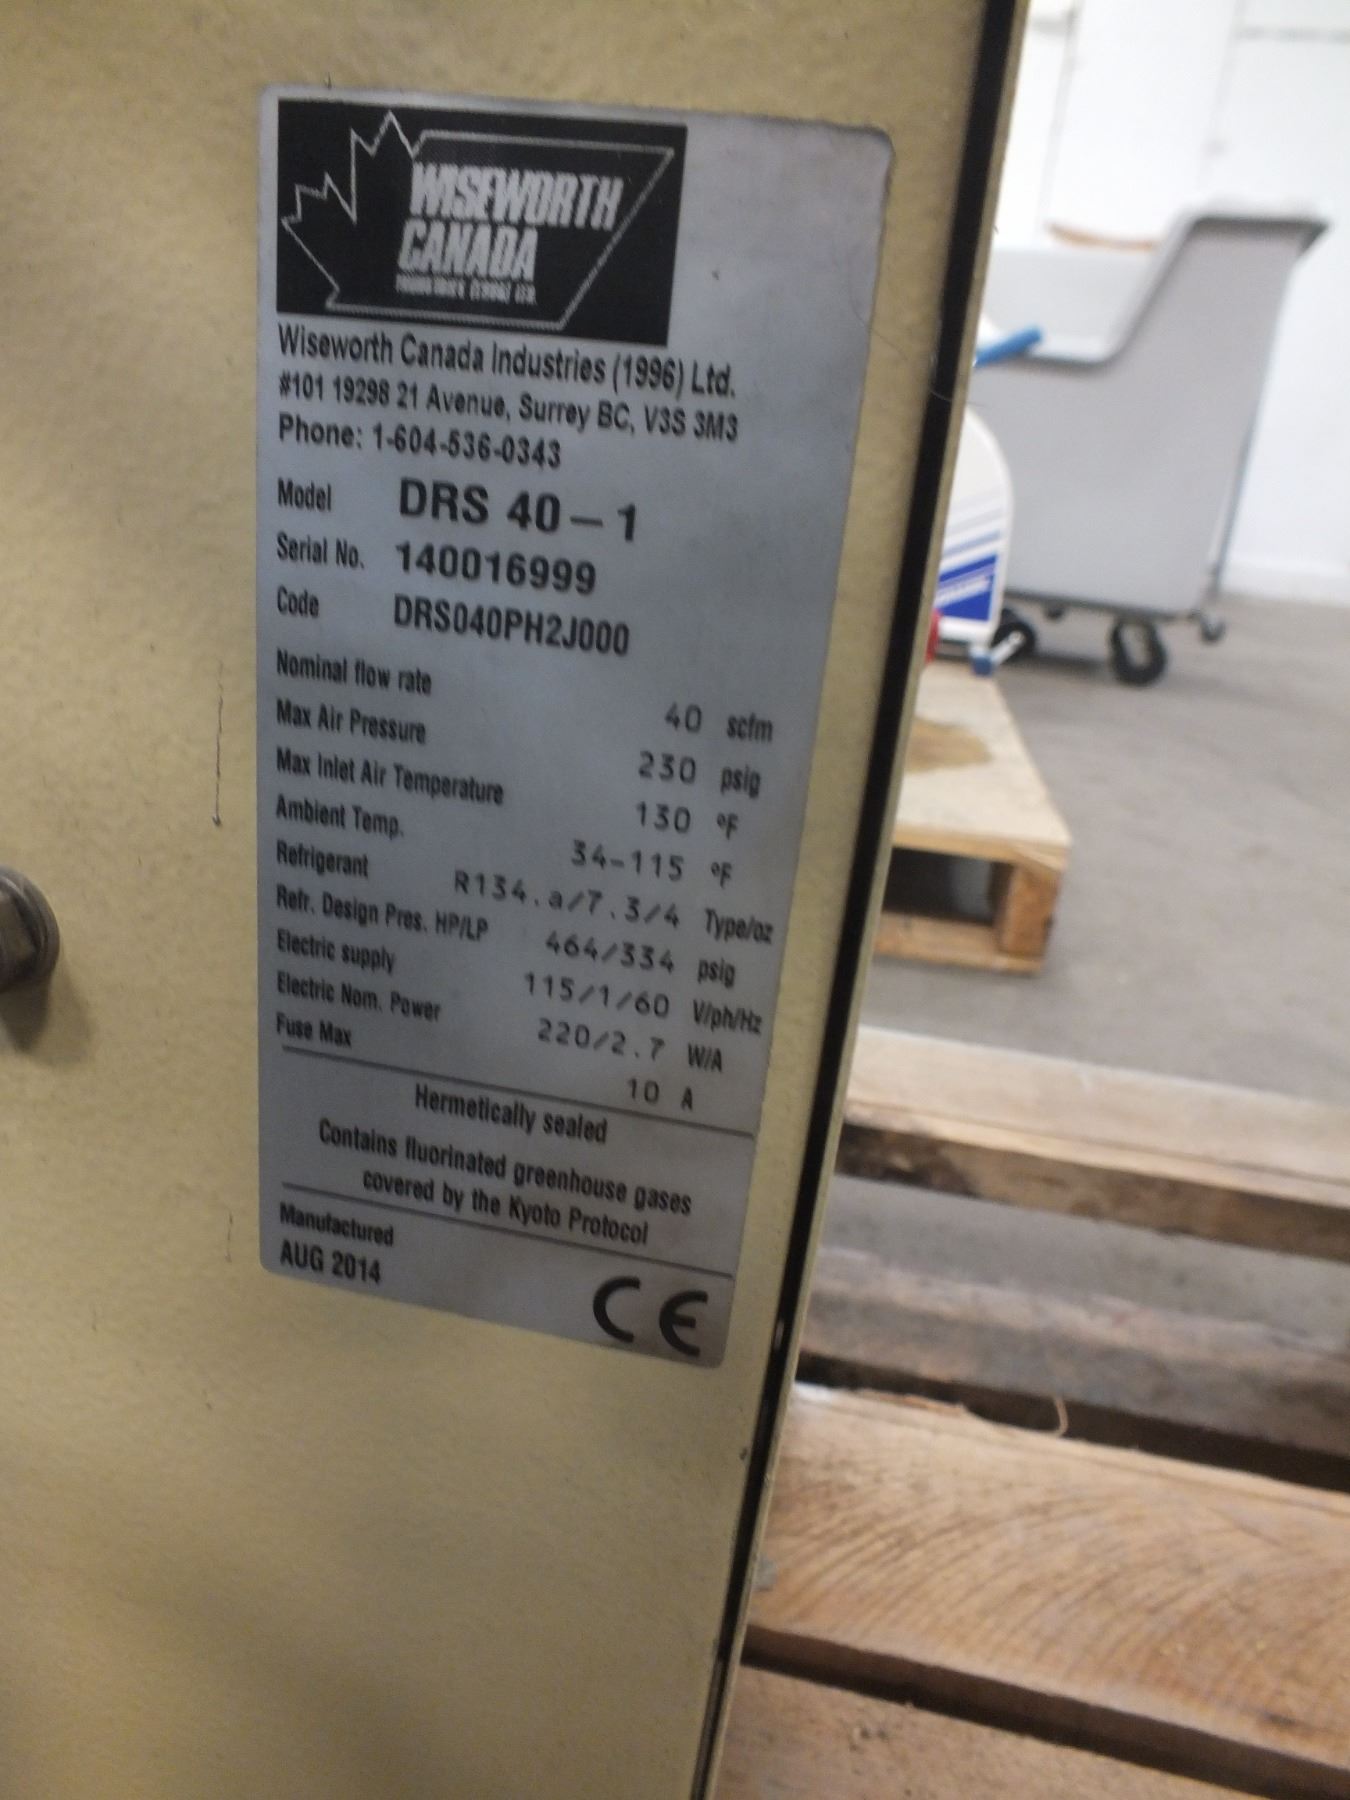 WISEWORTH
CANADA
Wiseworth Canada Industries (1996) Ltd.
#101 19298 21 Avenue, Surrey BC, V3S 3M3
Phone: 1-604-536-0343
Model DRS 40-1
Serial No. 140016999
Code DRS040PH2J000
Nominal flow rate 40 scfm
Max Air Pressure 230 psig
Max Inlet Air Temperature 130 ºF
Ambient Temp. 34-115 ºF
Refrigerant R134.a/7.3/4 Type/oz
Refr. Design Pres. HP/LP 464/334 psig
Electric supply 115/1/60 V/ph/Hz
Electric Nom. Power 220/2.7 W/A
Fuse Max 10 A
Hermetically sealed
Contains fluorinated greenhouse gases
covered by the Kyoto Protocol
Manufactured
AUG 2014
CE